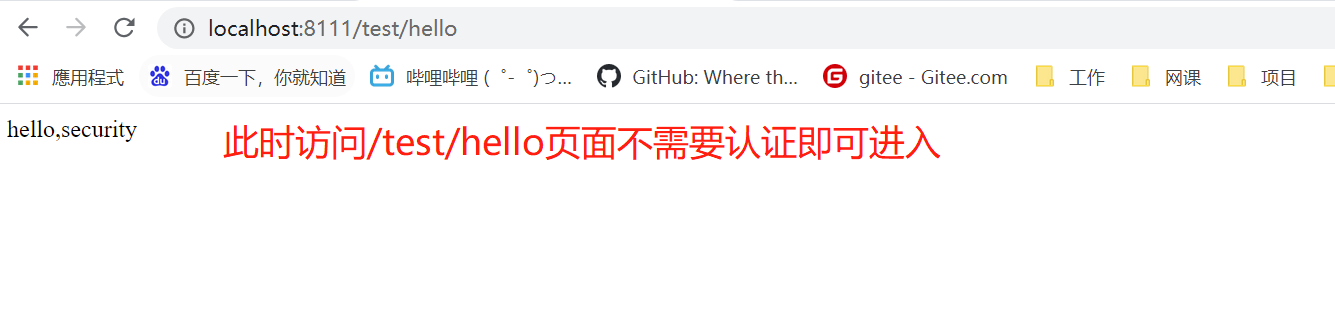 localhost:8111/test/hello
應用程式 百度一下，你就知道 哔哩哔哩 ( ゜- ゜)つ... GitHub: Where th... gitee - Gitee.com 工作 网课 项目
hello,security 此时访问/test/hello页面不需要认证即可进入